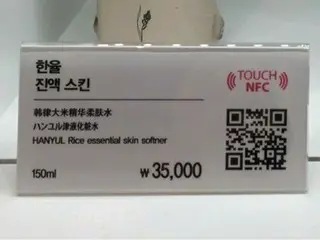 한율
진액 스킨
TOUCH
NFC
韩律大米精华柔肤水
ハンユル津液化粧水
HANYUL Rice essential skin softner
150ml
₩ 35,000